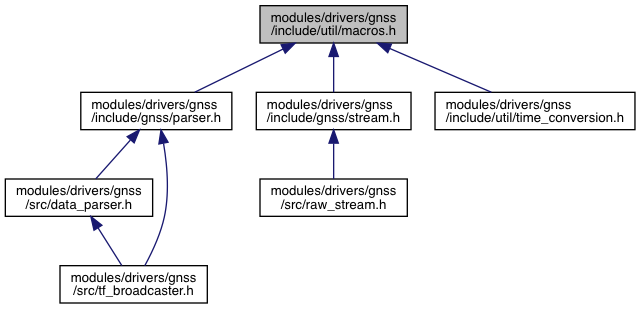 modules/drivers/gnss
/include/util/macros.h
modules/drivers/gnss
/include/gnss/parser.h
modules/drivers/gnss
/include/gnss/stream.h
modules/drivers/gnss
/include/util/time_conversion.h
modules/drivers/gnss
/src/data_parser.h
modules/drivers/gnss
/src/raw_stream.h
modules/drivers/gnss
/src/tf_broadcaster.h